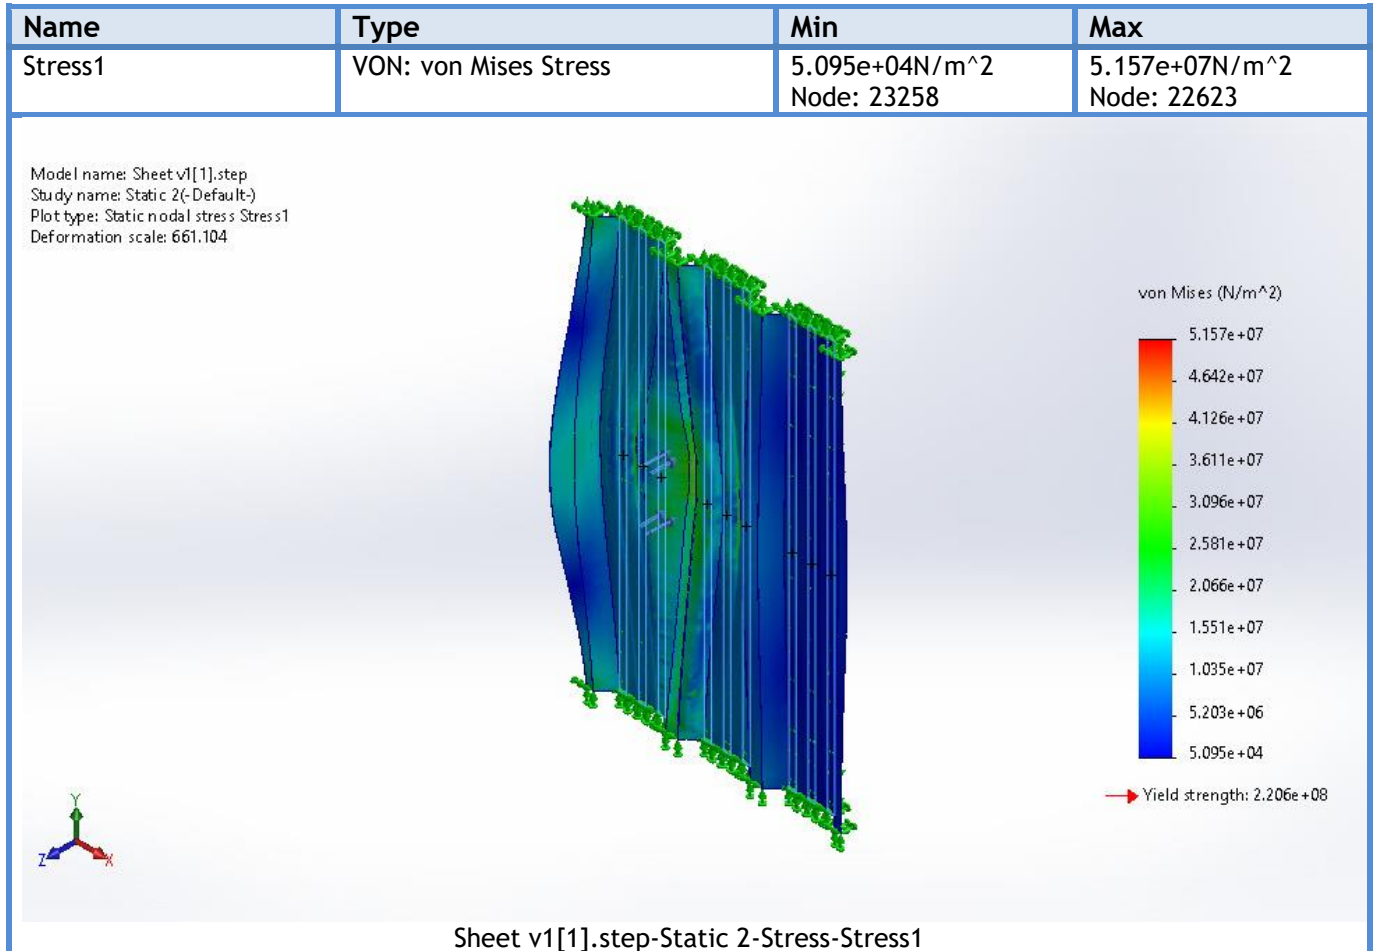 Name Type Min Max
Stress1 VON: von Mises Stress 5.095e+04N/m^2 5.157e+07N/m^2
Node: 23258 Node: 22623
Model name: Sheet v1[1].step
Study name: Static 2(-Default-)
Plot type: Static nodal stress Stress1
Deformation scale: 661.104
von Mises (N/m^2)
5.157e+07
4.642e+07
4.126e+07
3.611e+07
3.096e+07
2.581e+07
2.066e+07
1.551e+07
1.035e+07
5.203e+06
5.095e+04
Yield strength: 2.206e+08
Y
Z X
Sheet v1[1].step-Static 2-Stress-Stress1